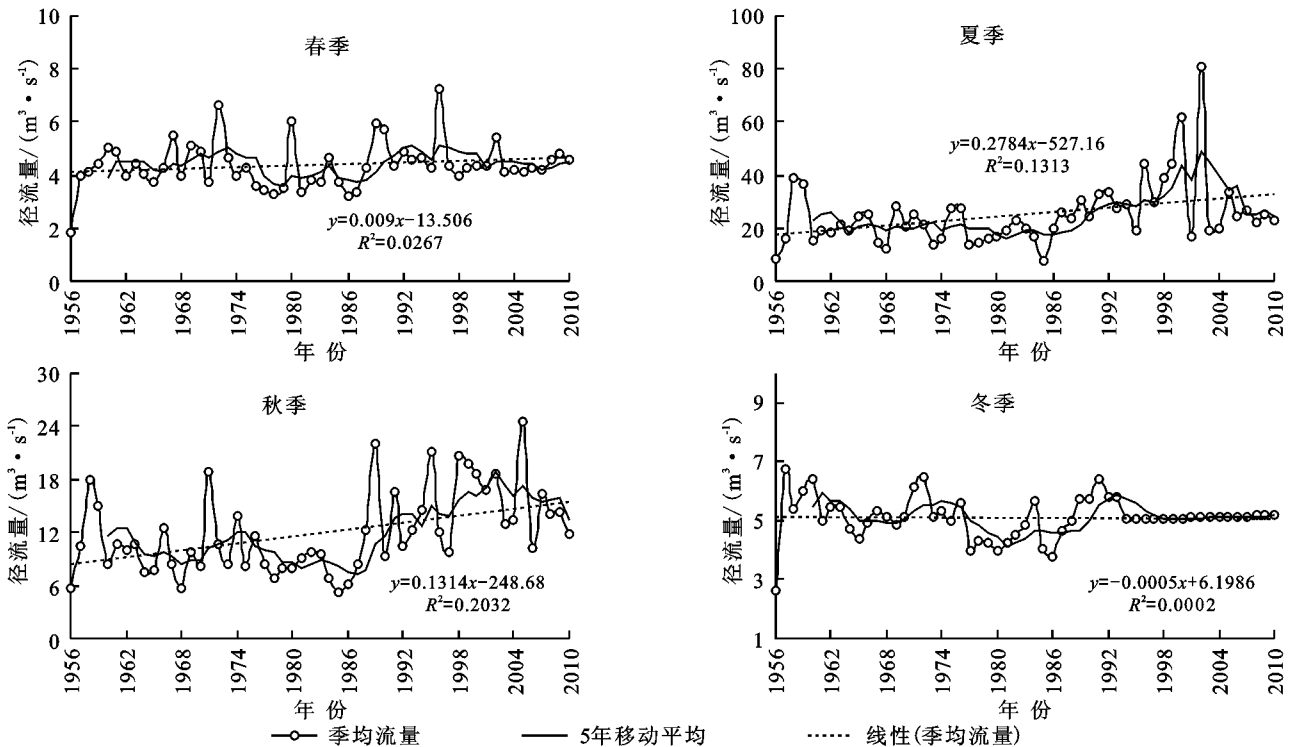 春季
径流量/(m³•s⁻¹)
10
8
6
4
2
0
y=0.009x−13.506
R²=0.0267
1956 1962 1968 1974 1980 1986 1992 1998 2004 2010
年 份
夏季
径流量/(m³•s⁻¹)
100
80
60
40
20
0
y=0.2784x−527.16
R²=0.1313
1956 1962 1968 1974 1980 1986 1992 1998 2004 2010
年 份
秋季
径流量/(m³•s⁻¹)
30
24
18
12
6
0
y=0.1314x−248.68
R²=0.2032
1956 1962 1968 1974 1980 1986 1992 1998 2004 2010
年 份
冬季
径流量/(m³•s⁻¹)
9
7
5
3
1
y=−0.0005x+6.1986
R²=0.0002
1956 1962 1968 1974 1980 1986 1992 1998 2004 2010
年 份
季均流量 5年移动平均 线性(季均流量)